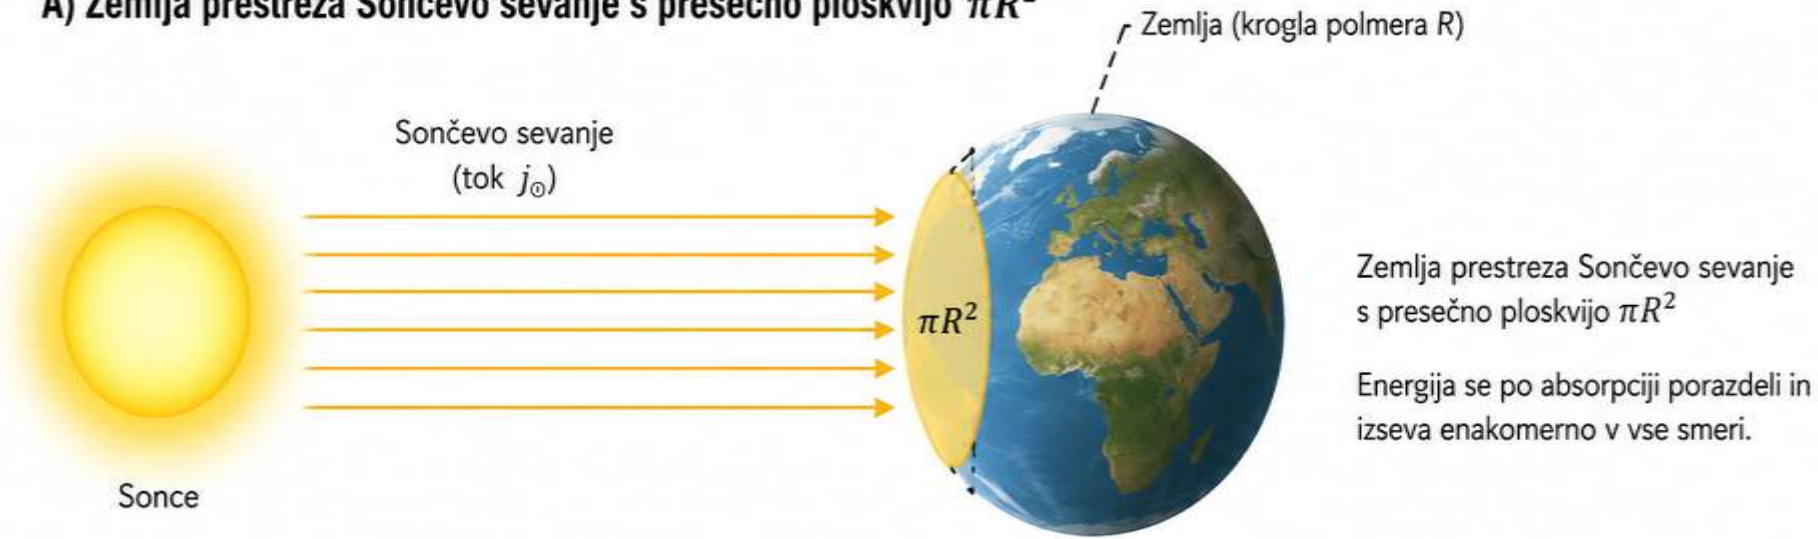 A) Zemlja prestreza Sončevo sevanje s presečno ploskvijo πR²
Zemlja (krogla polmera R)
Sončevo sevanje
(tok j☉)
πR²
Zemlja prestreza Sončevo sevanje
s presečno ploskvijo πR²
Energija se po absorpciji porazdeli in
izseva enakomerno v vse smeri.
Sonce